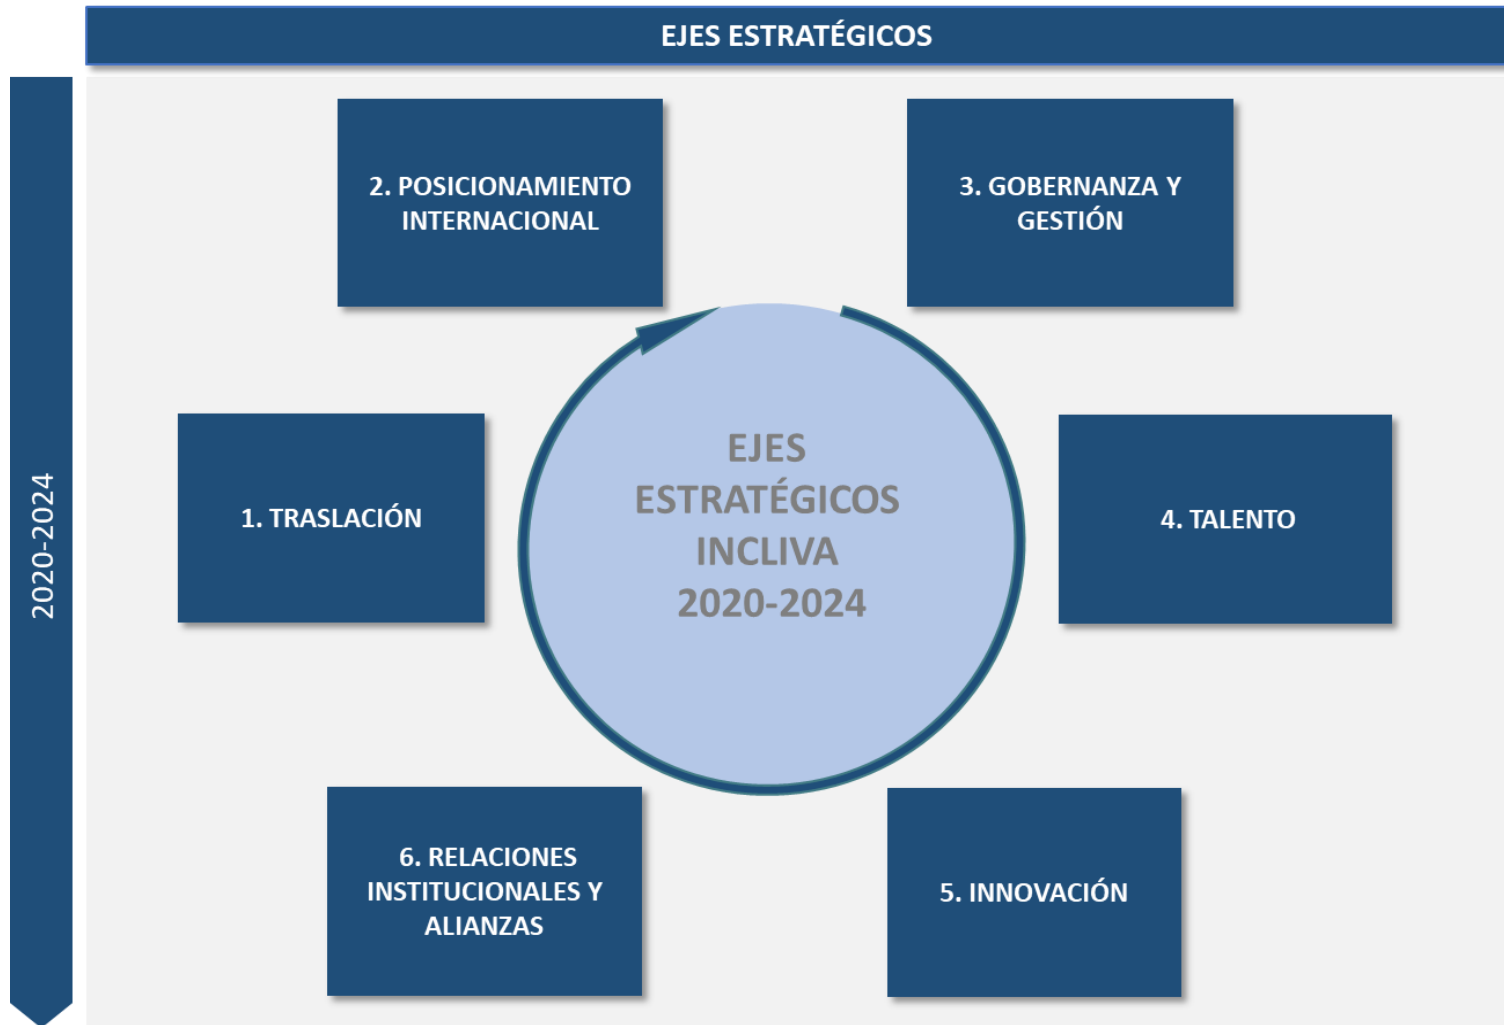 EJES ESTRATÉGICOS
2020-2024
2. POSICIONAMIENTO
INTERNACIONAL
3. GOBERNANZA Y
GESTIÓN
1. TRASLACIÓN
EJES
ESTRATÉGICOS
INCLIVA
2020-2024
4. TALENTO
6. RELACIONES
INSTITUCIONALES Y
ALIANZAS
5. INNOVACIÓN